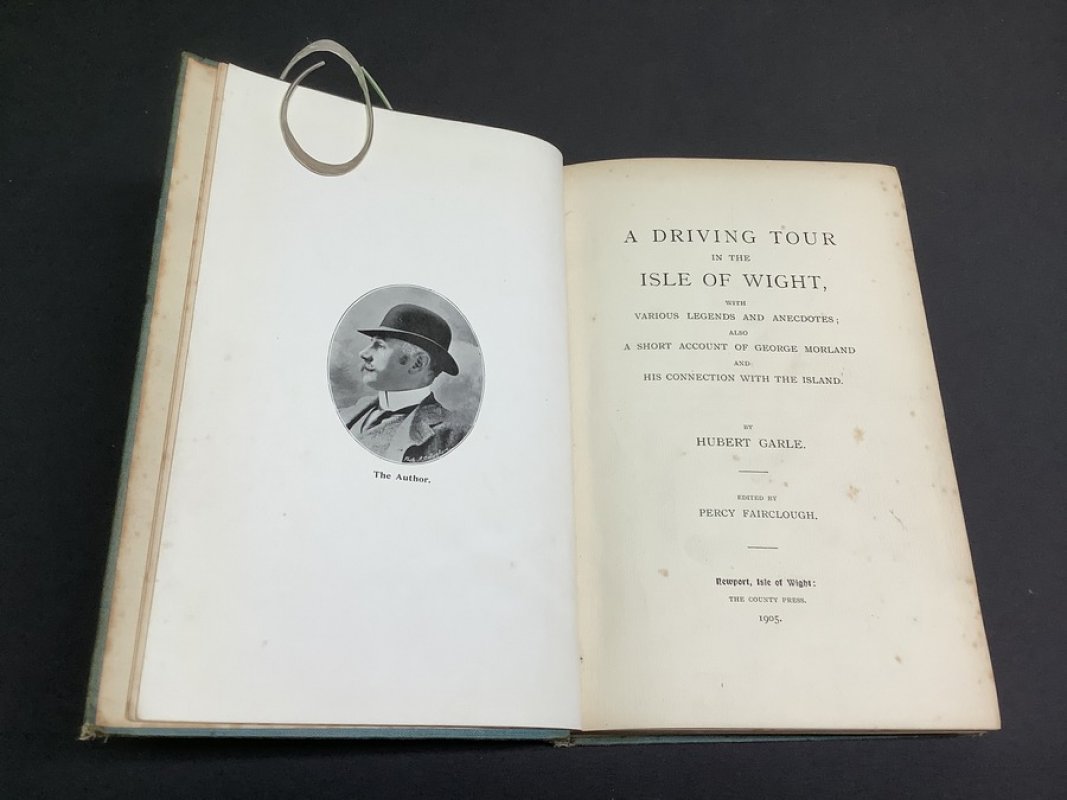 The Author.
A DRIVING TOUR
IN THE
ISLE OF WIGHT,
WITH
VARIOUS LEGENDS AND ANECDOTES;
ALSO
A SHORT ACCOUNT OF GEORGE MORLAND
AND
HIS CONNECTION WITH THE ISLAND.
BY
HUBERT GARLE.
EDITED BY
PERCY FAIRCLOUGH.
Newport, Isle of Wight:
THE COUNTY PRESS.
1905.